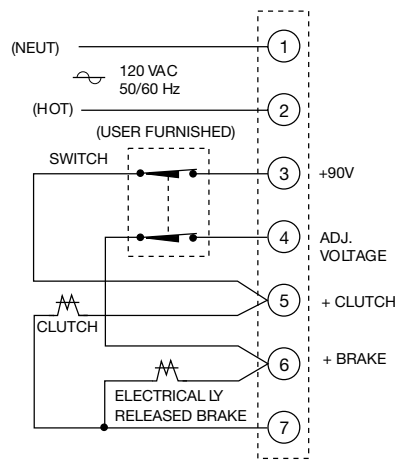 (NEUT)
1
120 VAC
50/60 Hz
(HOT)
2
(USER FURNISHED)
SWITCH
3
+90V
4
ADJ.
VOLTAGE
5
+ CLUTCH
CLUTCH
6
+ BRAKE
ELECTRICAL LY
RELEASED BRAKE
7